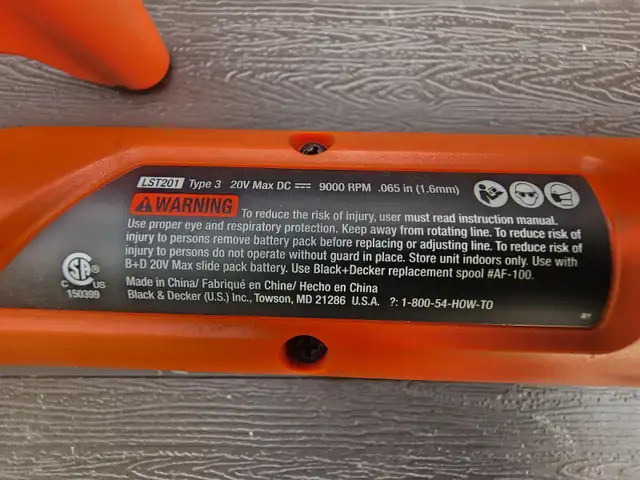 LST201 Type 3 20V Max DC 9000 RPM .065 in (1.6mm)
WARNING To reduce the risk of injury, user must read instruction manual.
Use proper eye and respiratory protection. Keep away from rotating line. To reduce risk of
injury to persons remove battery pack before replacing or adjusting line. To reduce risk of
injury to persons do not operate without guard in place. Store unit indoors only. Use with
B+D 20V Max slide pack battery. Use Black+Decker replacement spool #AF-100.
Made in China/ Fabriqué en Chine/ Hecho en China
Black & Decker (U.S.) Inc., Towson, MD 21286 U.S.A. ?: 1-800-54-HOW-TO
SA
C US
150399